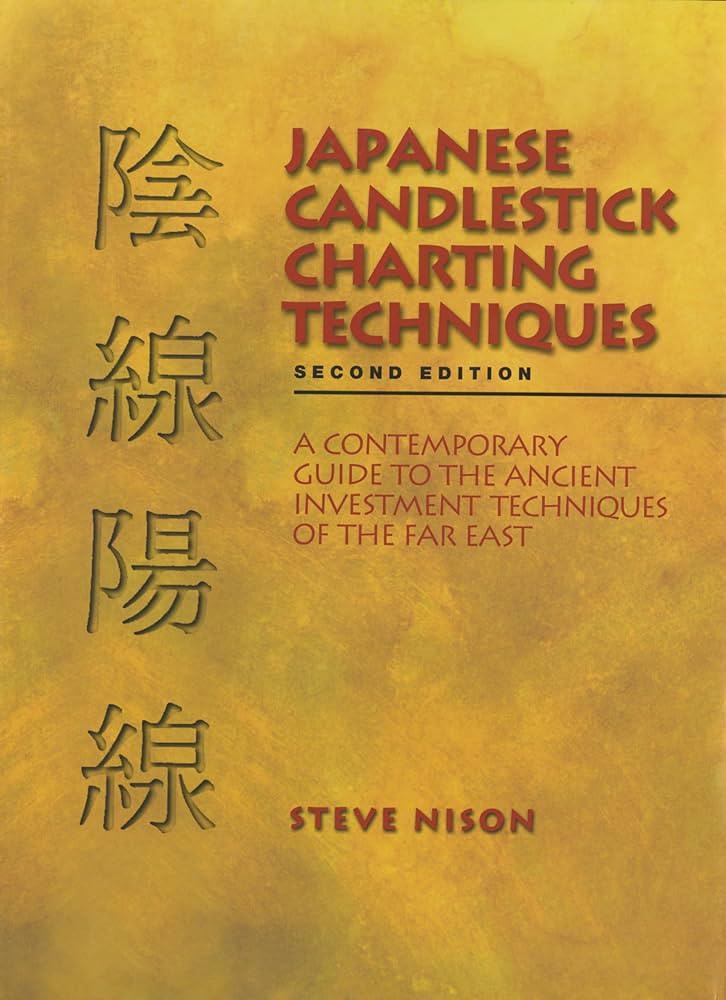 陰線陽線
JAPANESE
CANDLESTICK
CHARTING
TECHNIQUES
SECOND EDITION
A CONTEMPORARY
GUIDE TO THE ANCIENT
INVESTMENT TECHNIQUES
OF THE FAR EAST
STEVE NISON